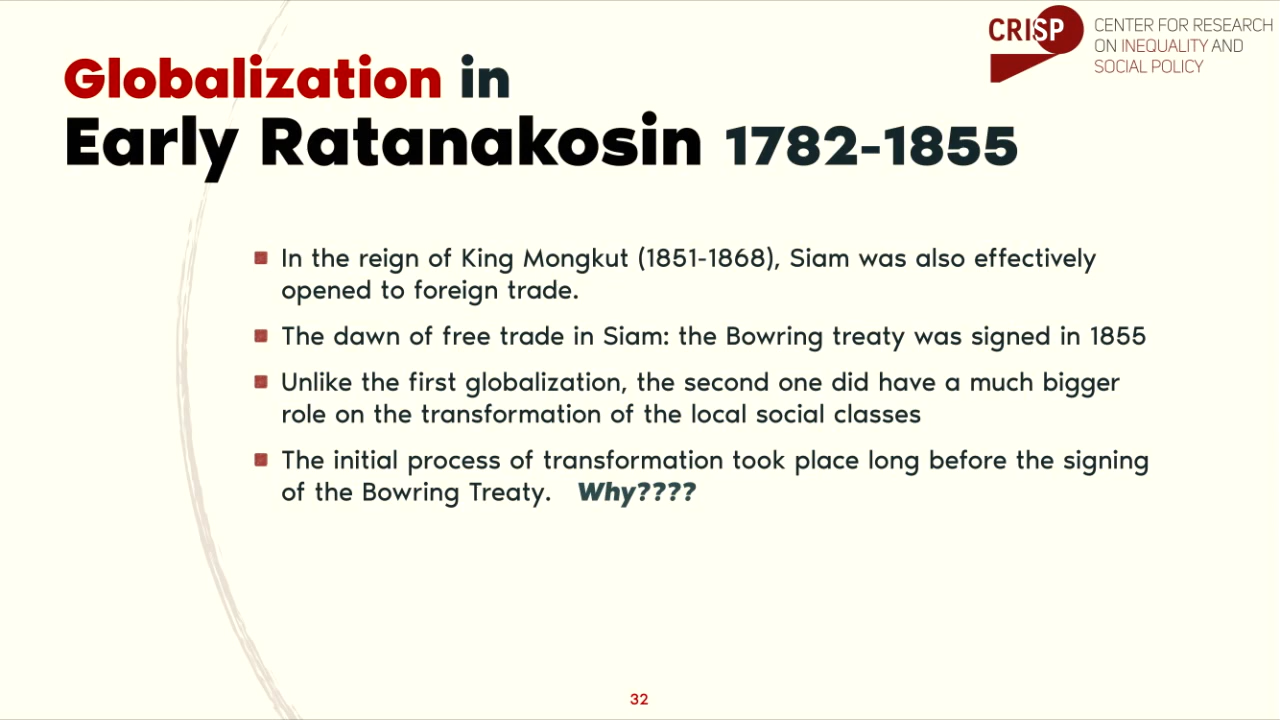 CRISP
CENTER FOR RESEARCH
ON INEQUALITY AND
SOCIAL POLICY
Globalization in
Early Ratanakosin 1782-1855
In the reign of King Mongkut (1851-1868), Siam was also effectively
opened to foreign trade.
The dawn of free trade in Siam: the Bowring treaty was signed in 1855
Unlike the first globalization, the second one did have a much bigger
role on the transformation of the local social classes
The initial process of transformation took place long before the signing
of the Bowring Treaty. Why????
32